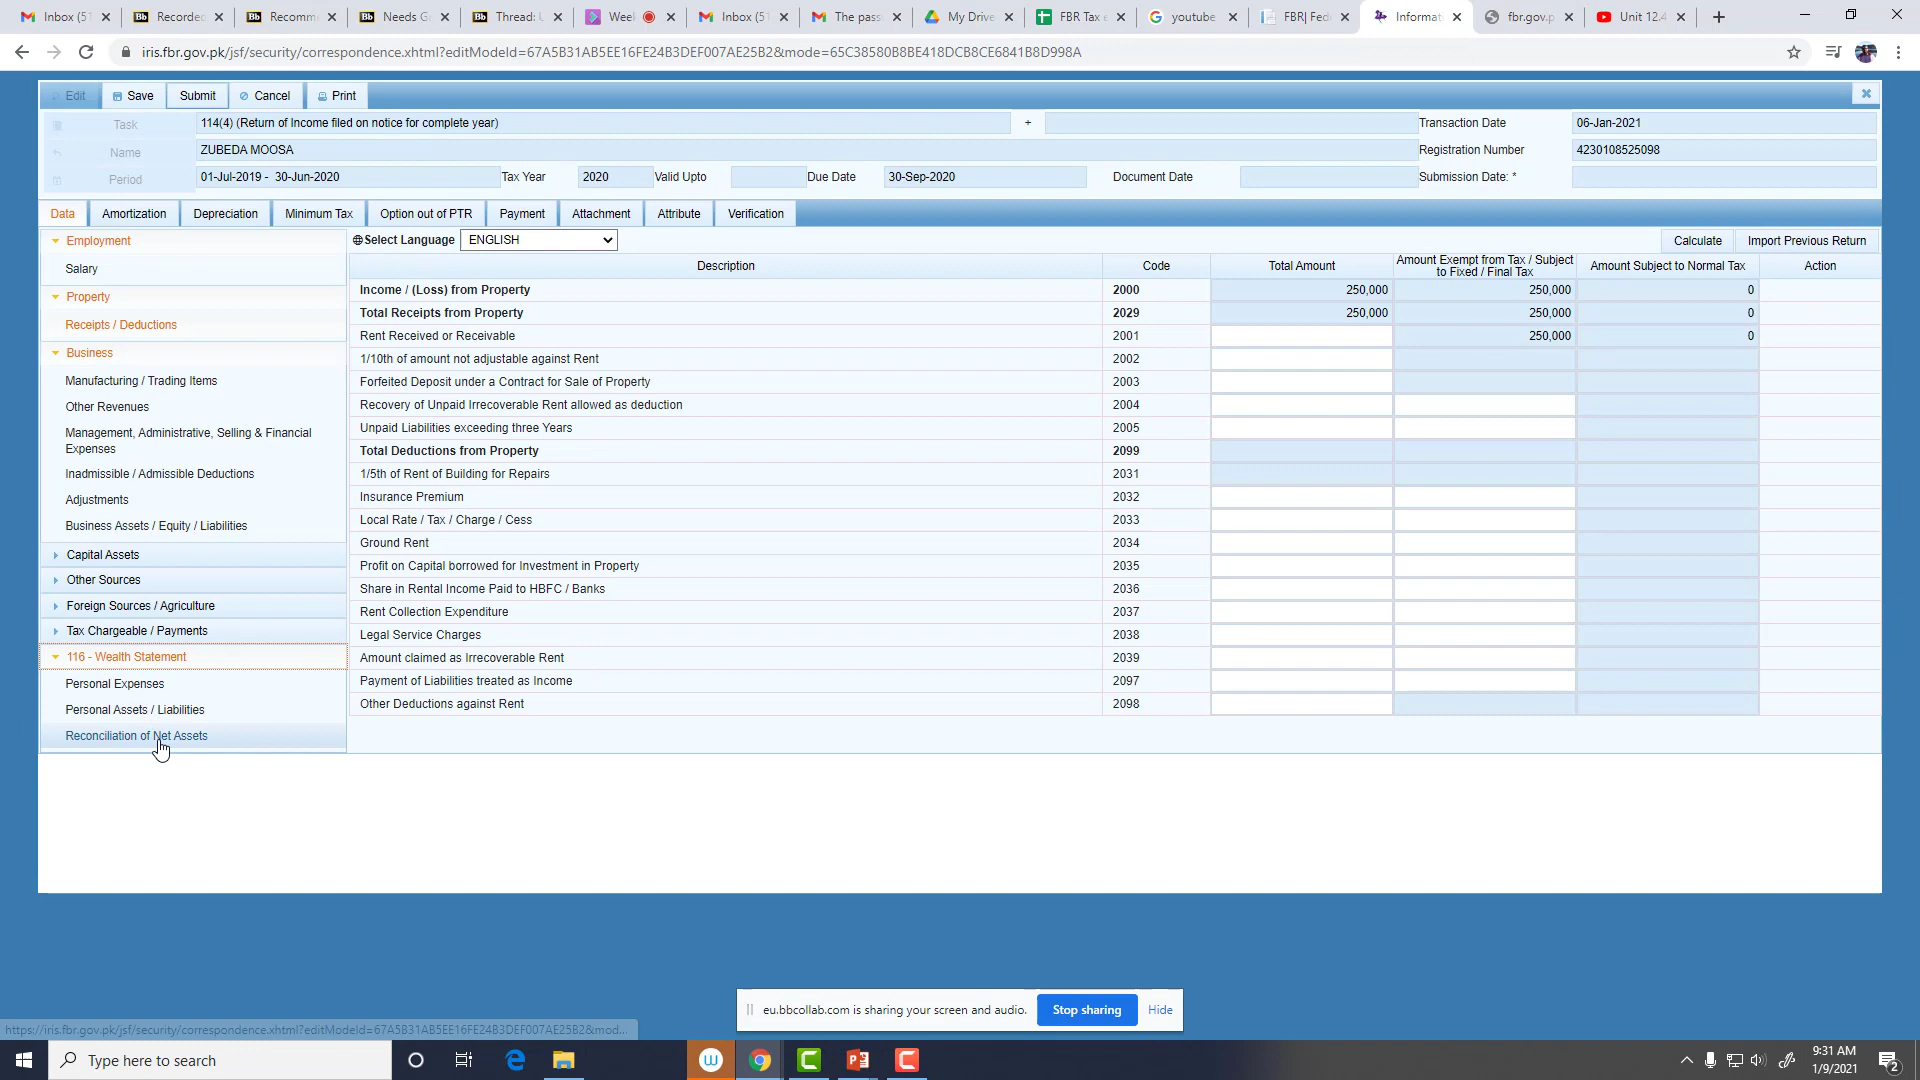 Inbox (51
Recorded
Recomm
Needs G
Thread: U
Week
Inbox (51
The pass
My Drive
FBR Tax e
youtube
FBR| Fed
Informat
fbr.gov.p
Unit 12.4
iris.fbr.gov.pk/jsf/security/correspondence.xhtml?editModeId=67A5B31AB5EE16FE24B3DEF007AE25B2&mode=65C38580B8BE418DCB8CE6841B8D998A
Edit Save Submit Cancel Print
Task 114(4) (Return of Income filed on notice for complete year) + Transaction Date 06-Jan-2021
Name ZUBEDA MOOSA Registration Number 4230108525098
Period 01-Jul-2019 - 30-Jun-2020 Tax Year 2020 Valid Upto Due Date 30-Sep-2020 Document Date Submission Date: *
Data Amortization Depreciation Minimum Tax Option out of PTR Payment Attachment Attribute Verification
Employment
Salary
Property
Receipts / Deductions
Business
Manufacturing / Trading Items
Other Revenues
Management, Administrative, Selling & Financial
Expenses
Inadmissible / Admissible Deductions
Adjustments
Business Assets / Equity / Liabilities
Capital Assets
Other Sources
Foreign Sources / Agriculture
Tax Chargeable / Payments
116 - Wealth Statement
Personal Expenses
Personal Assets / Liabilities
Reconciliation of Net Assets
Select Language ENGLISH Calculate Import Previous Return
Description Code Total Amount Amount Exempt from Tax / Subject to Fixed / Final Tax Amount Subject to Normal Tax Action
Income / (Loss) from Property 2000 250,000 250,000 0
Total Receipts from Property 2029 250,000 250,000 0
Rent Received or Receivable 2001 250,000 0
1/10th of amount not adjustable against Rent 2002
Forfeited Deposit under a Contract for Sale of Property 2003
Recovery of Unpaid Irrecoverable Rent allowed as deduction 2004
Unpaid Liabilities exceeding three Years 2005
Total Deductions from Property 2099
1/5th of Rent of Building for Repairs 2031
Insurance Premium 2032
Local Rate / Tax / Charge / Cess 2033
Ground Rent 2034
Profit on Capital borrowed for Investment in Property 2035
Share in Rental Income Paid to HBFC / Banks 2036
Rent Collection Expenditure 2037
Legal Service Charges 2038
Amount claimed as Irrecoverable Rent 2039
Payment of Liabilities treated as Income 2097
Other Deductions against Rent 2098
eu.bbcollab.com is sharing your screen and audio. Stop sharing Hide
https://iris.fbr.gov.pk/jsf/security/correspondence.xhtml?editModeId=67A5B31AB5EE16FE24B3DEF007AE25B2&mod...
Type here to search
9:31 AM
1/9/2021
2